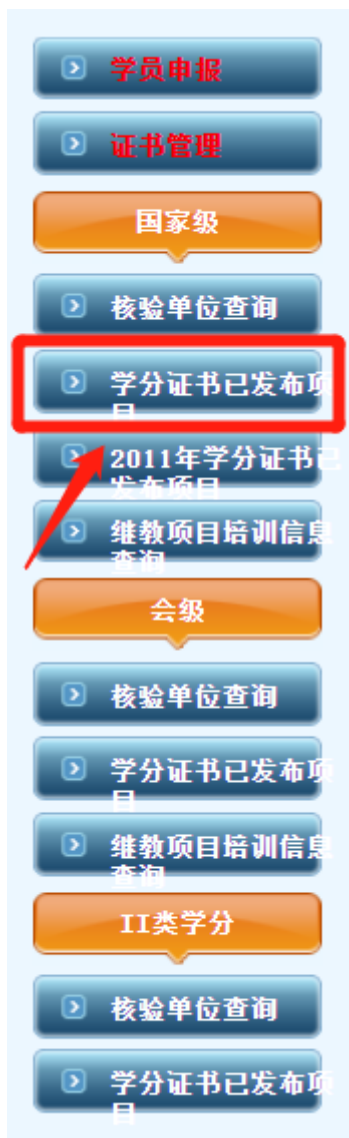 学员申报
证书管理
国家级
核验单位查询
学分证书已发布项
目
2011年学分证书已
发布项目
继教项目培训信息
查询
会级
核验单位查询
学分证书已发布项
目
继教项目培训信息
查询
II类学分
核验单位查询
学分证书已发布项
目